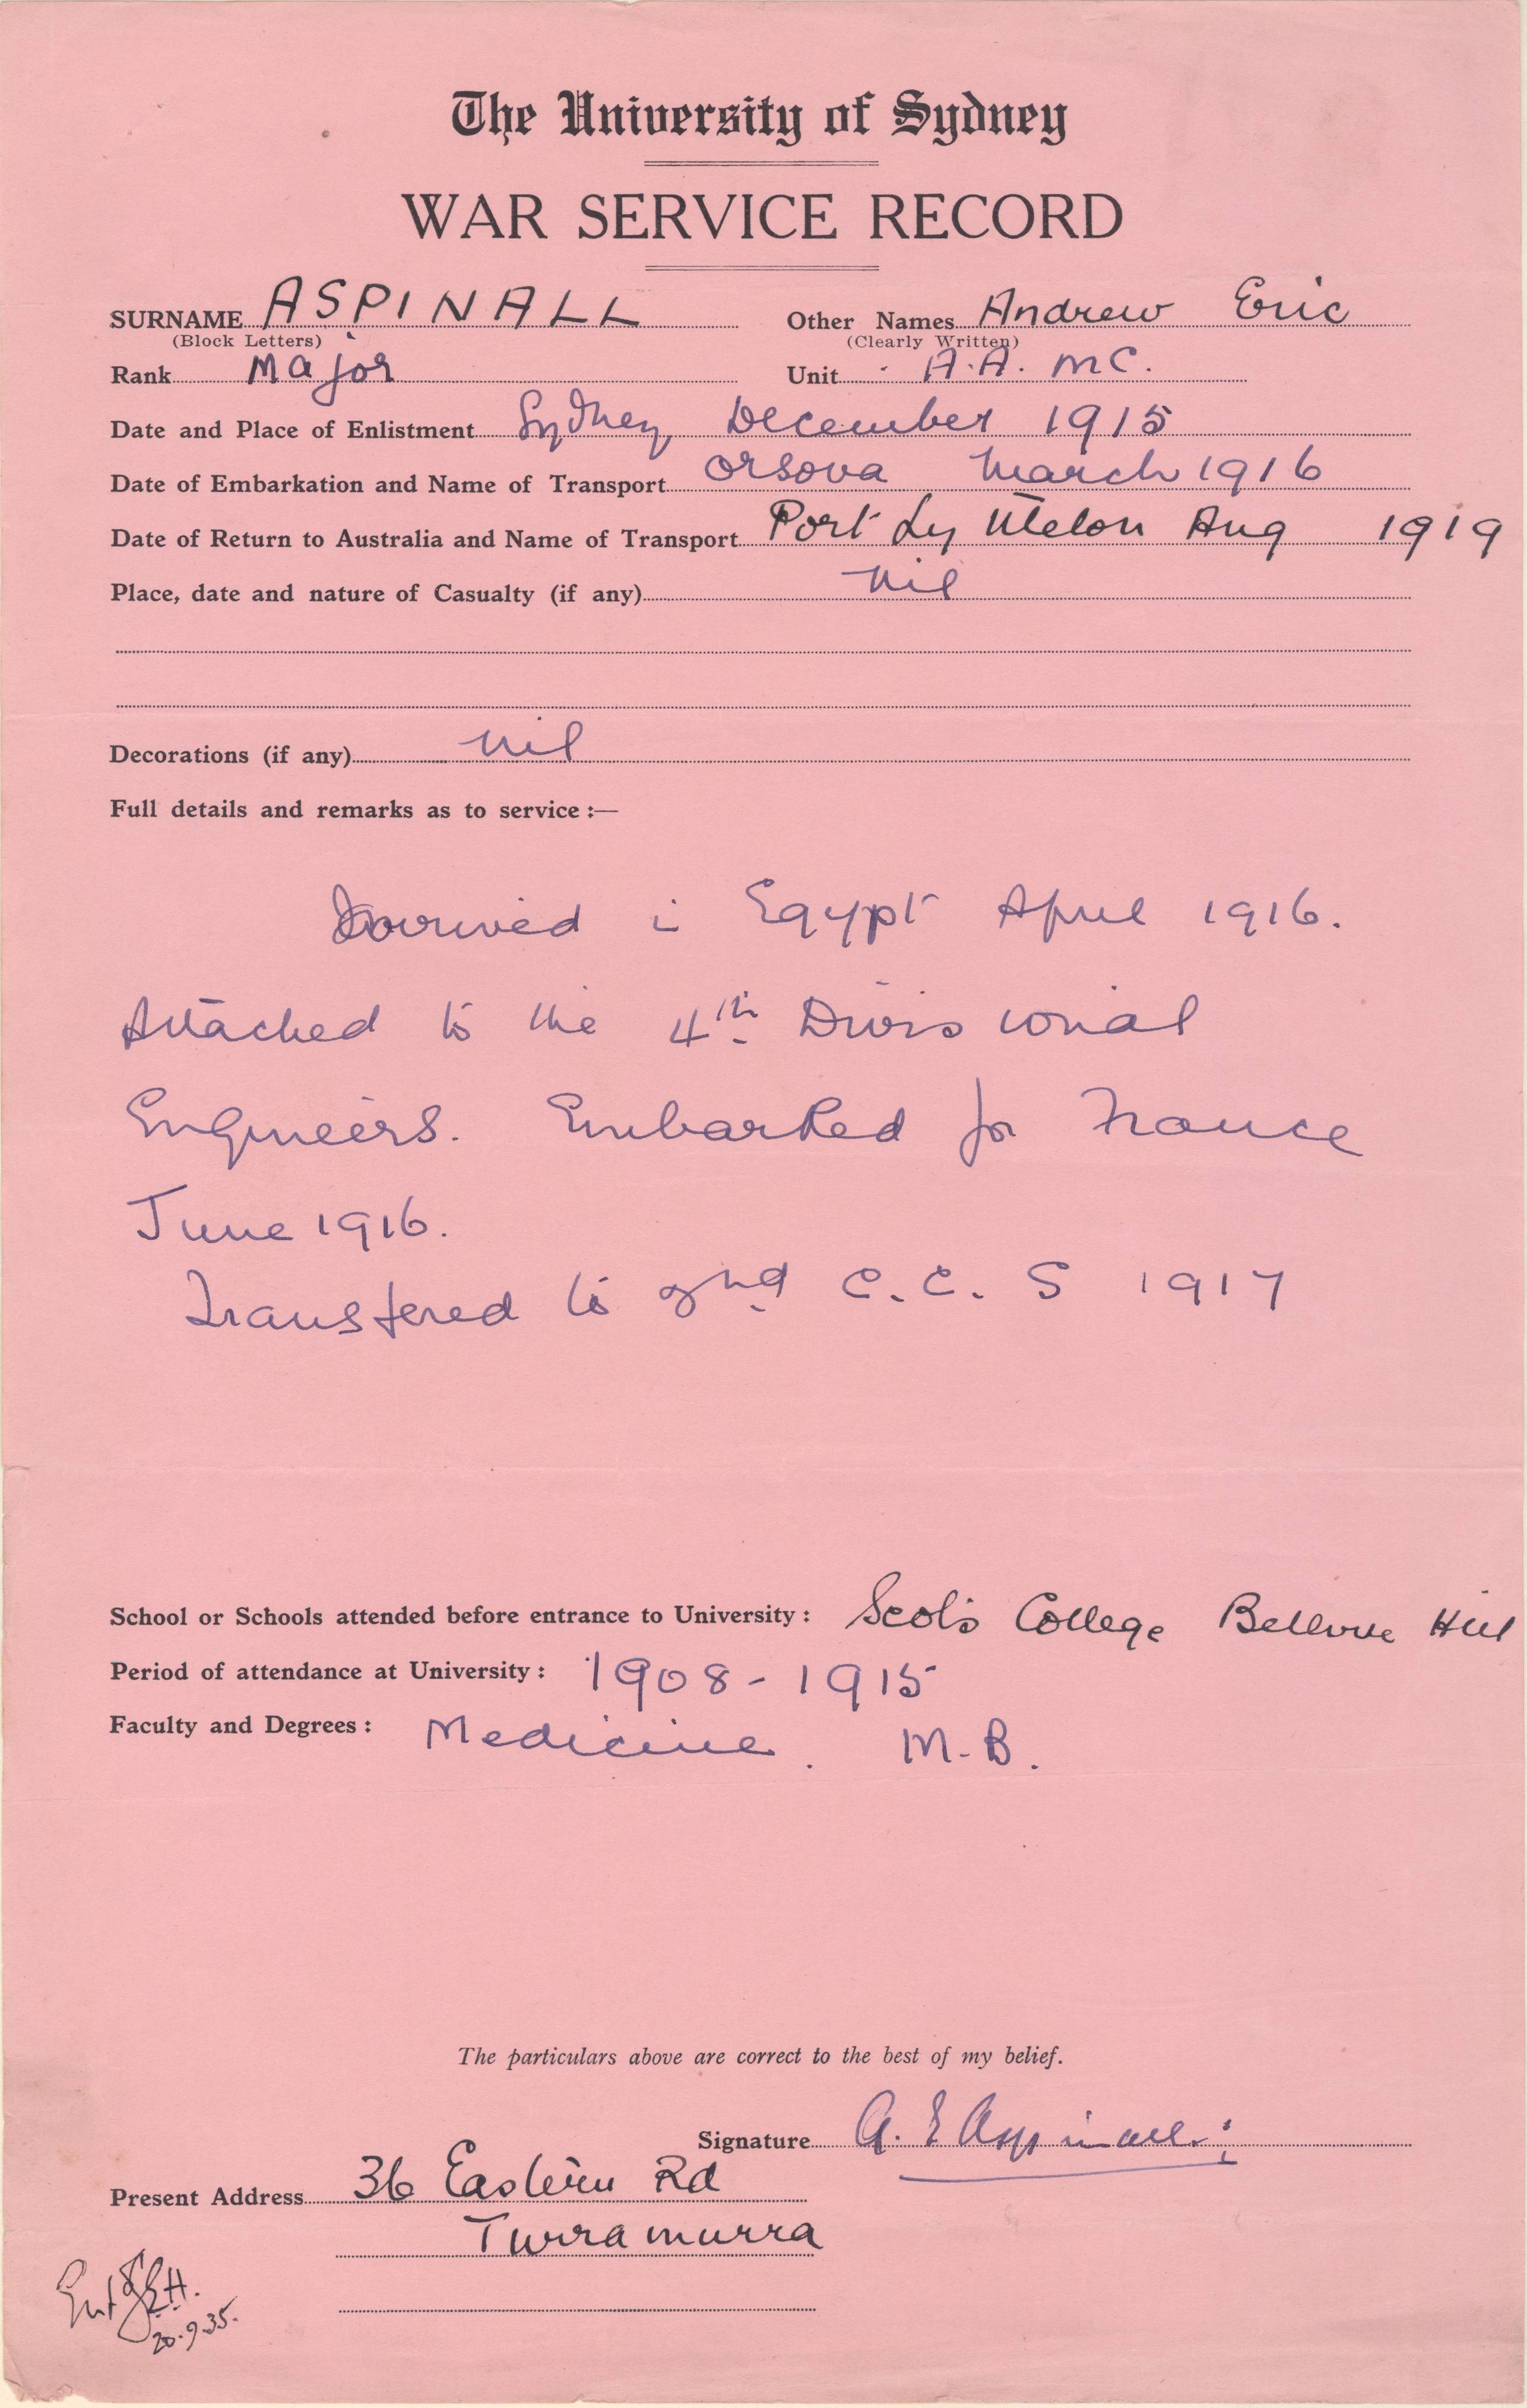 The University of Sydney
WAR SERVICE RECORD
SURNAME ASPINALL Other Names Andrew Eric
(Block Letters) (Clearly Written)
Rank Major Unit A.A. MC.
Date and Place of Enlistment Sydney December 1915
Date of Embarkation and Name of Transport Orsova March 1916
Date of Return to Australia and Name of Transport Port Lyttelon Aug 1919
Place, date and nature of Casualty (if any) Nil
Decorations (if any) Nil
Full details and remarks as to service :—
Arrived in Egypt April 1916.
Attached to the 4th Divisional
Engineers. Embarked for France
June 1916.
Transfered to 2nd C.C.S 1917
School or Schools attended before entrance to University : Scots College Bellevue Hill
Period of attendance at University : 1908-1915
Faculty and Degrees : Medicine. M.B.
The particulars above are correct to the best of my belief.
Signature A. E Aspinall
Present Address 36 Eastern Rd
Turramurra
20.9.35.